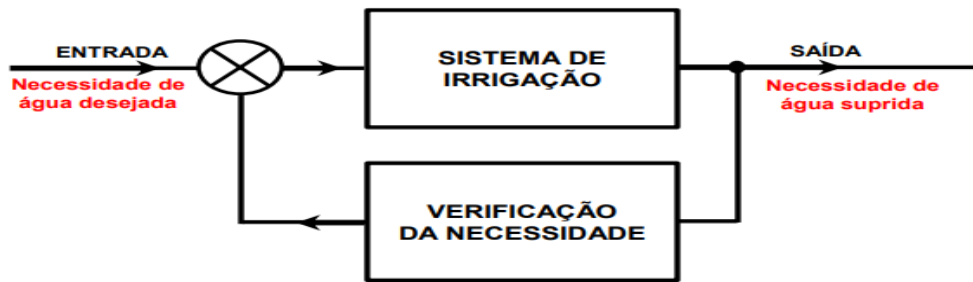 ENTRADA
Necessidade de
água desejada
SISTEMA DE
IRRIGAÇÃO
SAÍDA
Necessidade de
água suprida
VERIFICAÇÃO
DA NECESSIDADE